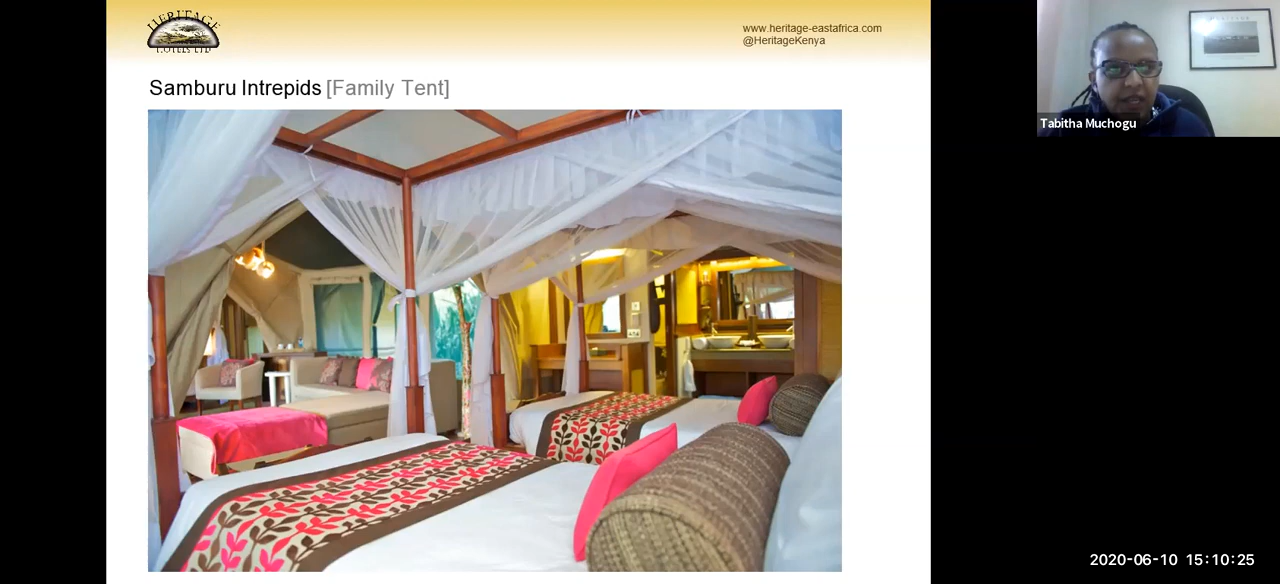 HERITAGE
HOTELS LTD
www.heritage-eastafrica.com
@HeritageKenya
Samburu Intrepids [Family Tent]
Tabitha Muchogu
2020-06-10 15:10:25